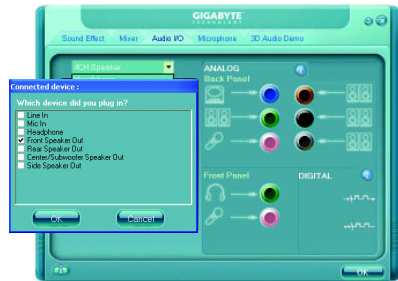 GIGABYTE
TECHNOLOGY
Sound Effect Mixer Audio I/O Microphone 3D Audio Demo
4CH Speaker
ANALOG
Back Panel
Connected device :
Which device did you plug in?
Line In
Mic In
Headphone
Front Speaker Out
Rear Speaker Out
Center/Subwoofer Speaker Out
Side Speaker Out
OK Cancel
Front Panel
DIGITAL
OK